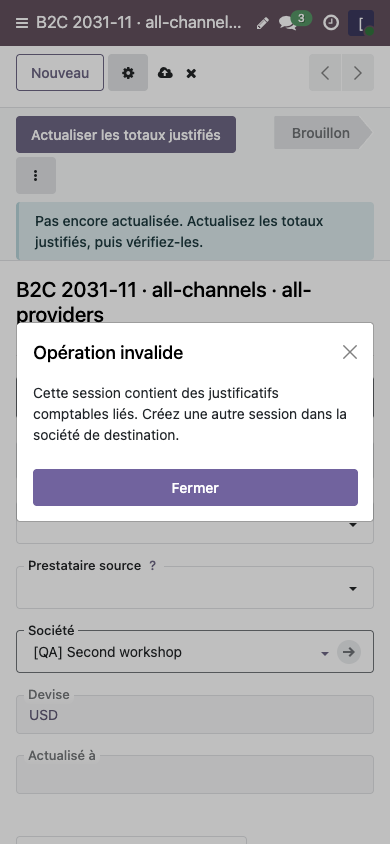 B2C 2031-11 · all-channel...
3
[
Nouveau
Actualiser les totaux justifiés
Brouillon
Pas encore actualisée. Actualisez les totaux
justifiés, puis vérifiez-les.
B2C 2031-11 · all-channels · all-
providers
Opération invalide
Cette session contient des justificatifs
comptables liés. Créez une autre session dans la
société de destination.
Fermer
Prestataire source ?
Société
[QA] Second workshop
Devise
USD
Actualisé à